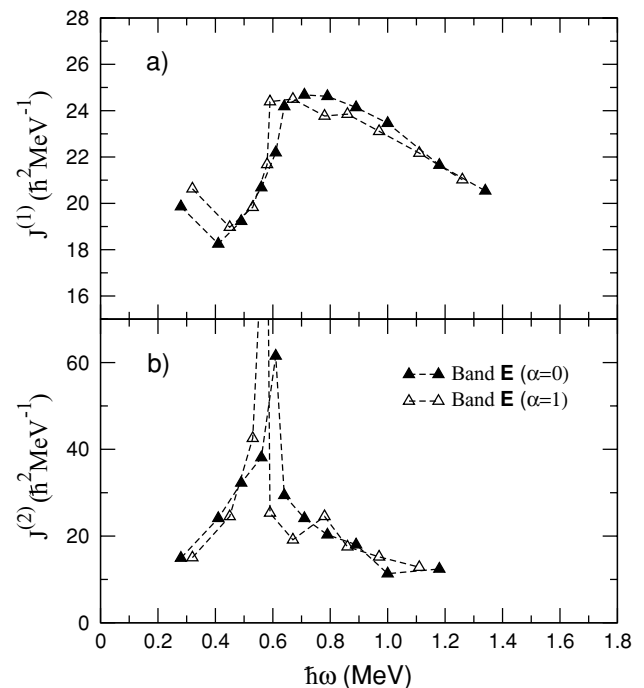 28
26
24
22
20
18
16
J(1) (ħ2MeV-1)
a)
60
40
20
0
J(2) (ħ2MeV-1)
b)
Band E (α=0)
Band E (α=1)
0 0.2 0.4 0.6 0.8 1.0 1.2 1.4 1.6 1.8
ħω (MeV)